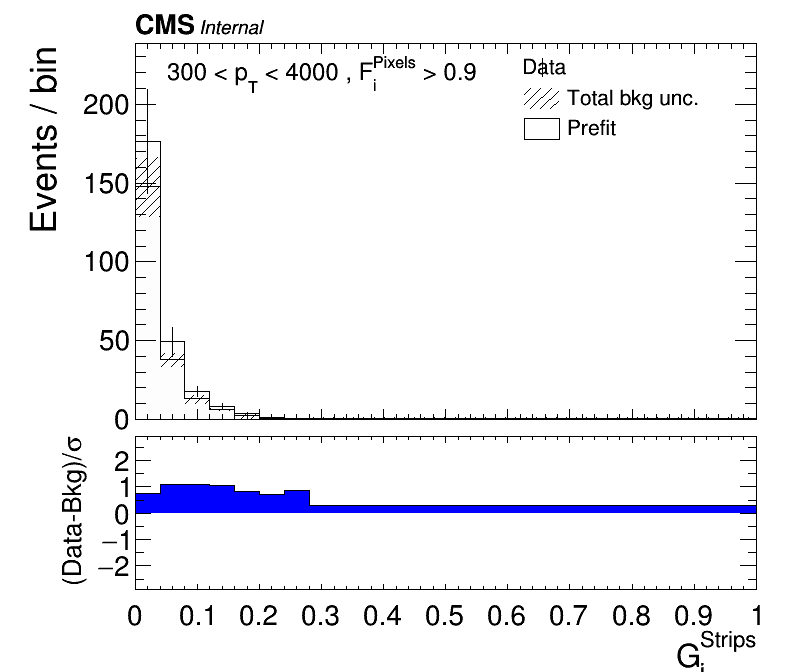 CMS Internal
300 < p_T < 4000 , F_i^Pixels > 0.9
Data
Total bkg unc.
Prefit
Events / bin
200
150
100
50
0
(Data-Bkg)/σ
2
1
0
−1
−2
0 0.1 0.2 0.3 0.4 0.5 0.6 0.7 0.8 0.9 1
G_i^Strips